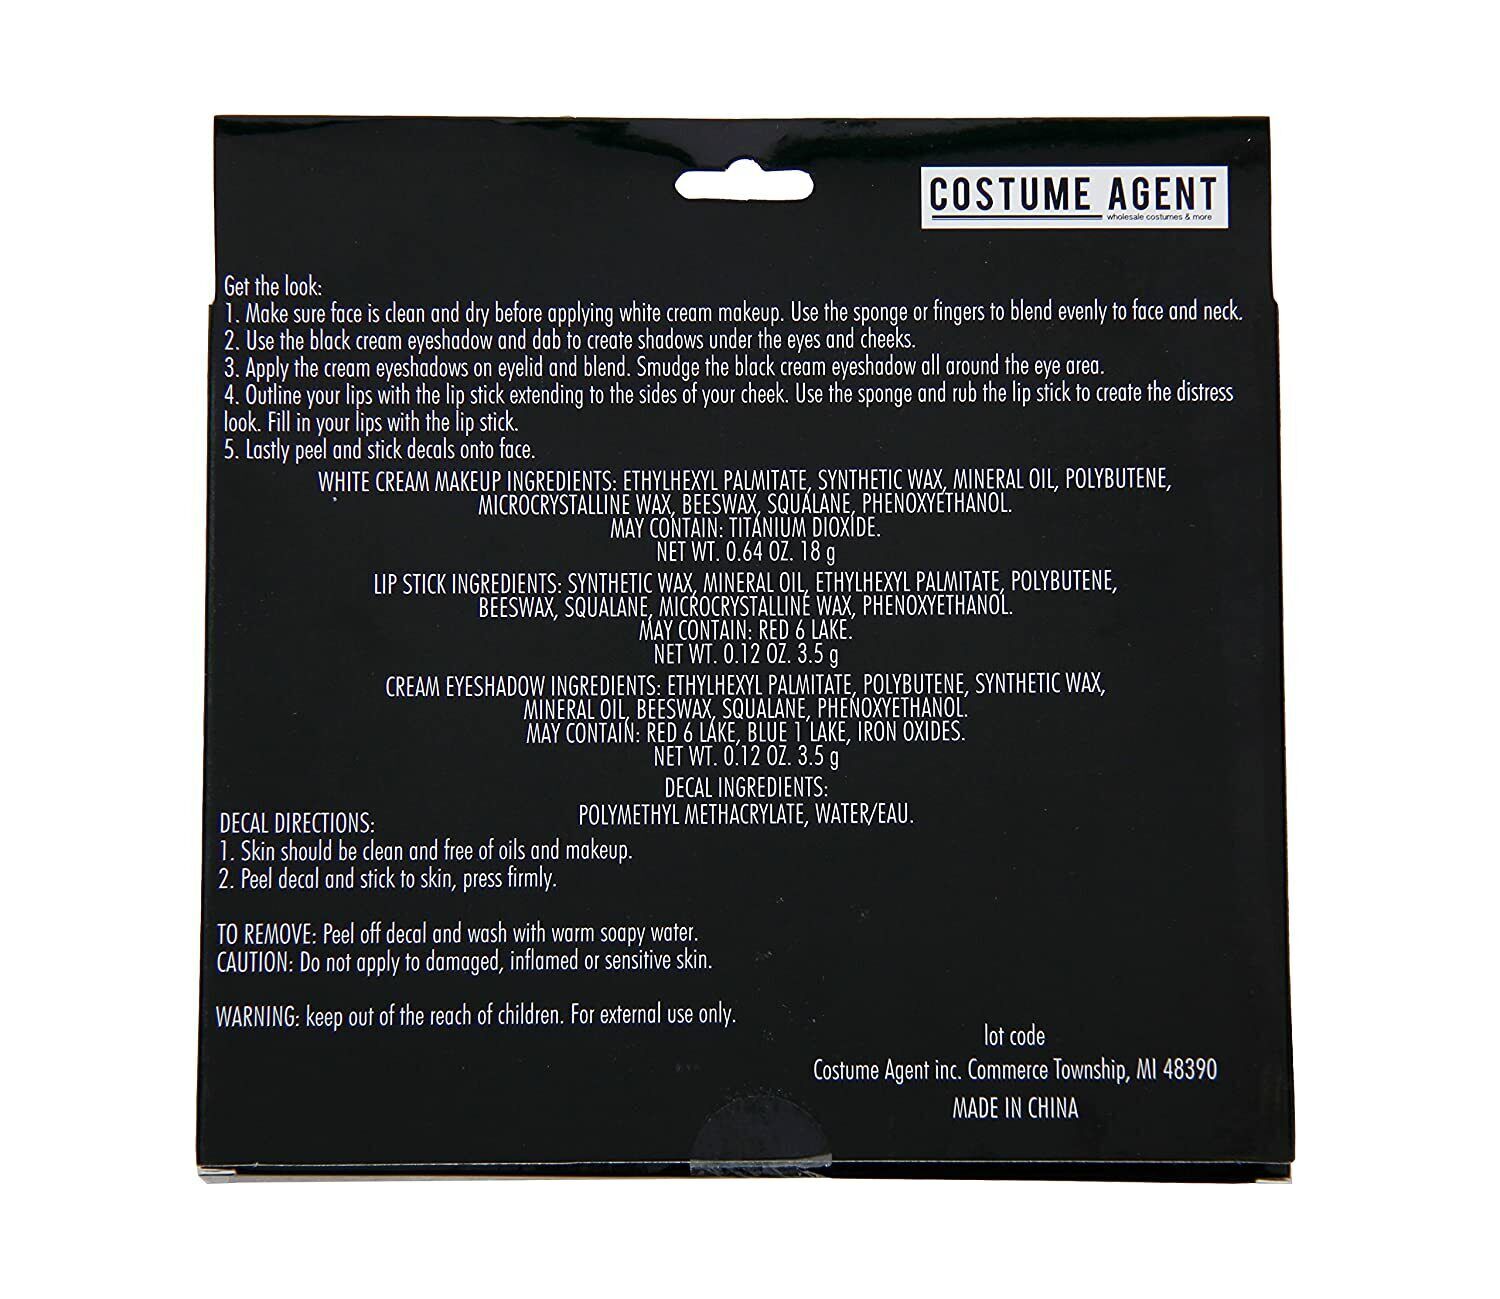 COSTUME AGENT
wholesale costumes & more
Get the look:
1. Make sure face is clean and dry before applying white cream makeup. Use the sponge or fingers to blend evenly to face and neck.
2. Use the black cream eyeshadow and dab to create shadows under the eyes and cheeks.
3. Apply the cream eyeshadows on eyelid and blend. Smudge the black cream eyeshadow all around the eye area.
4. Outline your lips with the lip stick extending to the sides of your cheek. Use the sponge and rub the lip stick to create the distress
look. Fill in your lips with the lip stick.
5. Lastly peel and stick decals onto face.
WHITE CREAM MAKEUP INGREDIENTS: ETHYLHEXYL PALMITATE, SYNTHETIC WAX, MINERAL OIL, POLYBUTENE,
MICROCRYSTALLINE WAX, BEESWAX, SQUALANE, PHENOXYETHANOL.
MAY CONTAIN: TITANIUM DIOXIDE.
NET WT. 0.64 OZ. 18 g
LIP STICK INGREDIENTS: SYNTHETIC WAX, MINERAL OIL, ETHYLHEXYL PALMITATE, POLYBUTENE,
BEESWAX, SQUALANE, MICROCRYSTALLINE WAX, PHENOXYETHANOL.
MAY CONTAIN: RED 6 LAKE.
NET WT. 0.12 OZ. 3.5 g
CREAM EYESHADOW INGREDIENTS: ETHYLHEXYL PALMITATE, POLYBUTENE, SYNTHETIC WAX,
MINERAL OIL, BEESWAX, SQUALANE, PHENOXYETHANOL.
MAY CONTAIN: RED 6 LAKE, BLUE 1 LAKE, IRON OXIDES.
NET WT. 0.12 OZ. 3.5 g
DECAL INGREDIENTS:
POLYMETHYL METHACRYLATE, WATER/EAU.
DECAL DIRECTIONS:
1. Skin should be clean and free of oils and makeup.
2. Peel decal and stick to skin, press firmly.
TO REMOVE: Peel off decal and wash with warm soapy water.
CAUTION: Do not apply to damaged, inflamed or sensitive skin.
WARNING: keep out of the reach of children. For external use only.
lot code
Costume Agent inc. Commerce Township, MI 48390
MADE IN CHINA